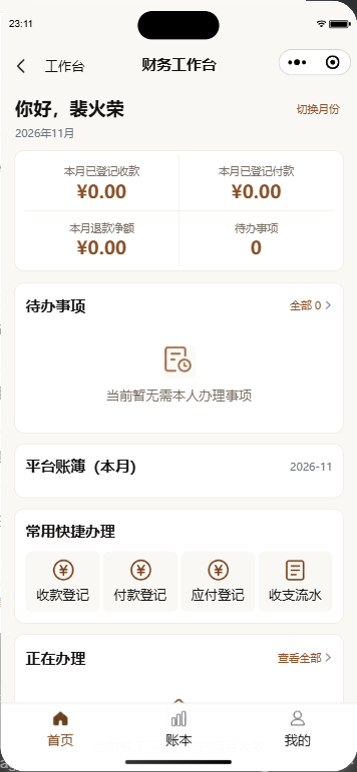 23:11
工作台
财务工作台
你好，裴火荣
切换月份
2026年11月
本月已登记收款
本月已登记付款
¥0.00
¥0.00
本月退款净额
待办事项
¥0.00
0
待办事项
全部 0
当前暂无需本人办理事项
平台账簿（本月）
2026-11
常用快捷办理
收款登记
付款登记
应付登记
收支流水
正在办理
查看全部
首页
账本
我的